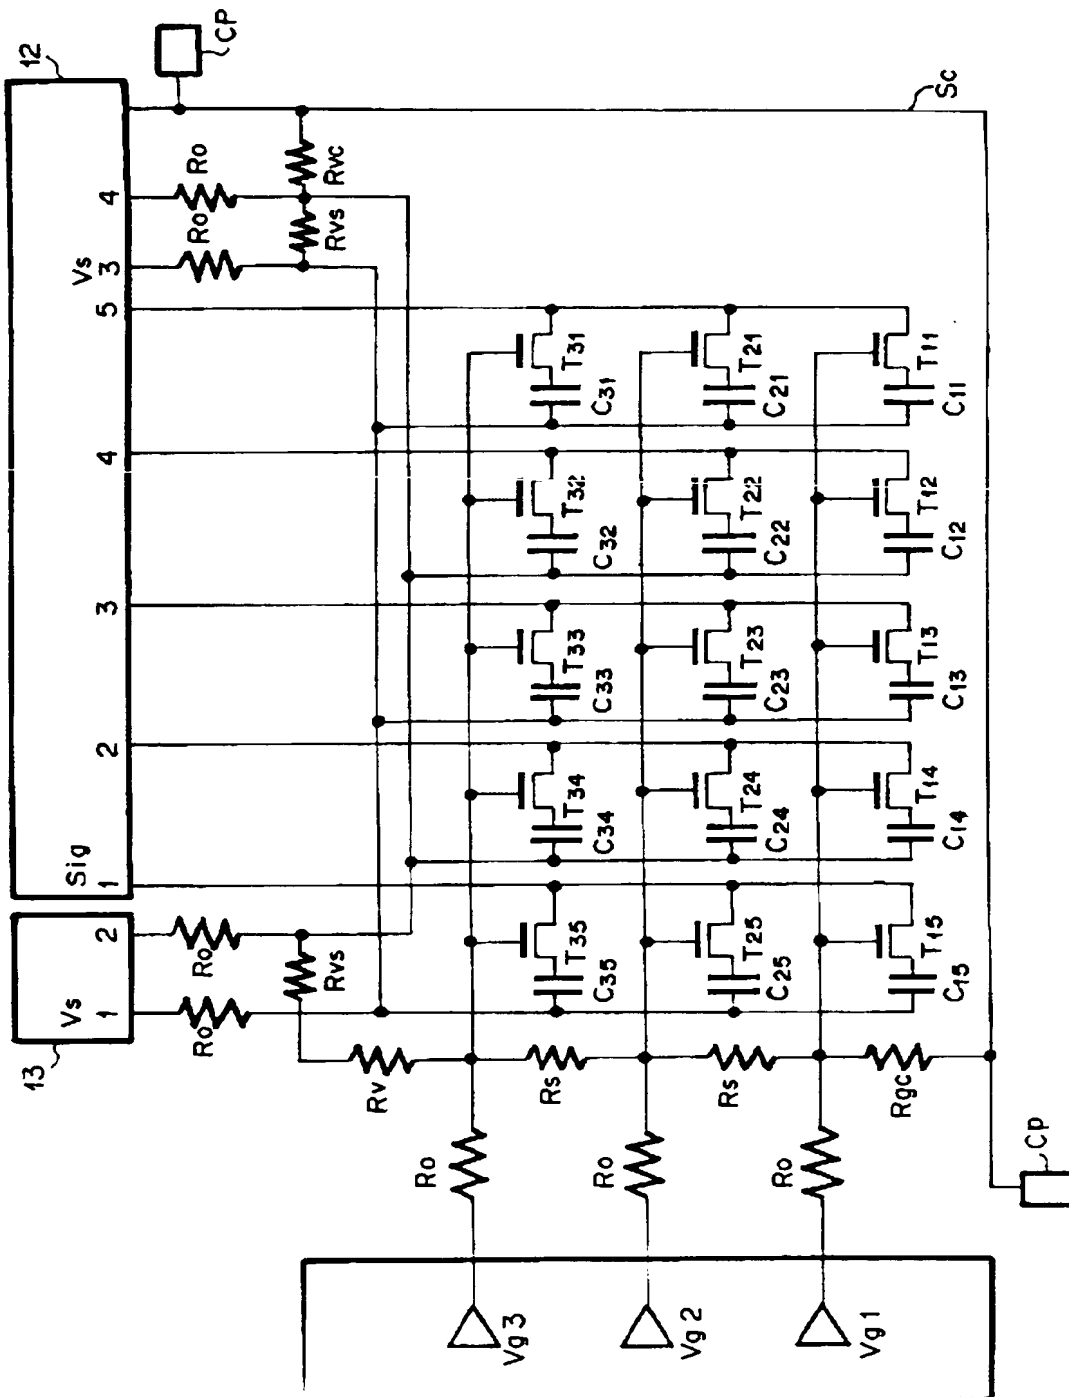 12
CP
13
Vs
1
2
Sig
1
2
3
4
5
Vs
3
4
Ro
Ro
Ro
Ro
Rvs
Rvs
Rvc
Sc
Rv
Rs
Rs
Rgc
Ro
Ro
Ro
Vg3
Vg2
Vg1
Cp
C35
T35
C34
T34
C33
T33
C32
T32
C31
T31
C25
T25
C24
T24
C23
T23
C22
T22
C21
T21
C15
T15
C14
T14
C13
T13
C12
T12
C11
T11